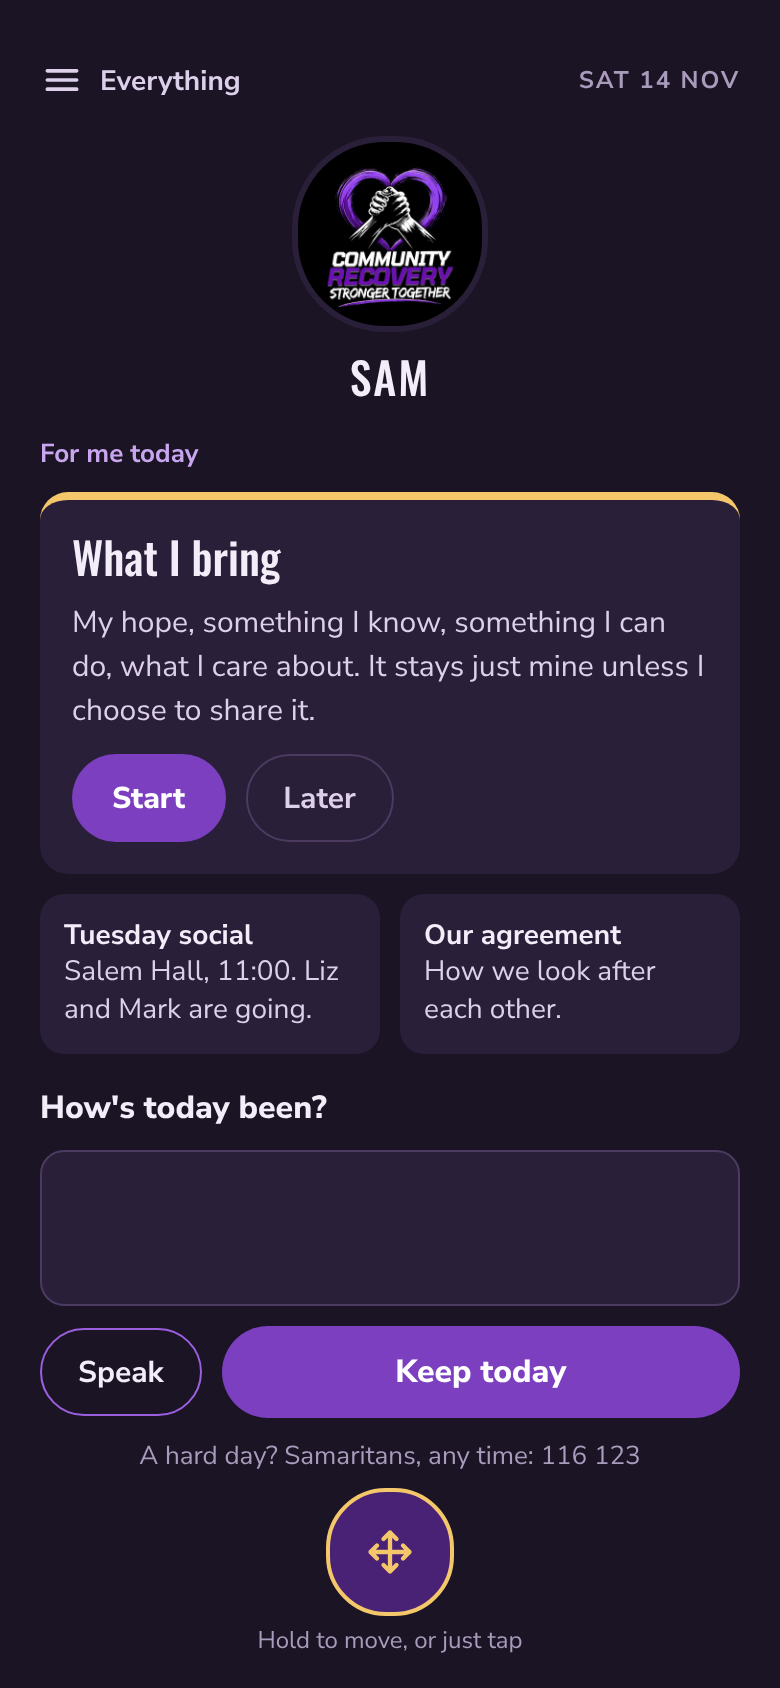 Everything
SAT 14 NOV
COMMUNITY
RECOVERY
STRONGER TOGETHER
SAM
For me today
What I bring
My hope, something I know, something I can
do, what I care about. It stays just mine unless I
choose to share it.
Start
Later
Tuesday social
Salem Hall, 11:00. Liz
and Mark are going.
Our agreement
How we look after
each other.
How's today been?
Speak
Keep today
A hard day? Samaritans, any time: 116 123
Hold to move, or just tap